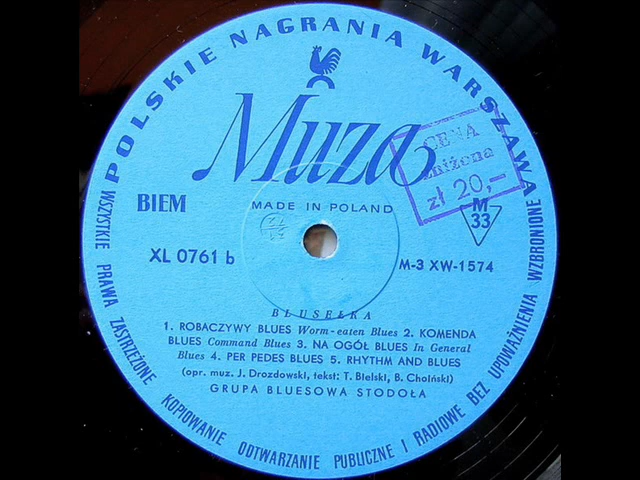 POLSKIE NAGRANIA WARSZAWA
Muza
CENA
zniżona
zł 20,-
BIEM
MADE IN POLAND
M
33
XL 0761 b
M-3 XW-1574
BLUSEŁKA
1. ROBACZYWY BLUES Worm-eaten Blues 2. KOMENDA
BLUES Command Blues 3. NA OGÓŁ BLUES In General
Blues 4. PER PEDES BLUES 5. RHYTHM AND BLUES
(opr. muz. J. Drozdowski, tekst: T. Bielski, B. Choiński)
GRUPA BLUESOWA STODOŁA
WSZYSTKIE PRAWA ZASTRZEŻONE KOPIOWANIE ODTWARZANIE PUBLICZNE I RADIOWE BEZ UPOWAŻNIENIA WZBRONIONE